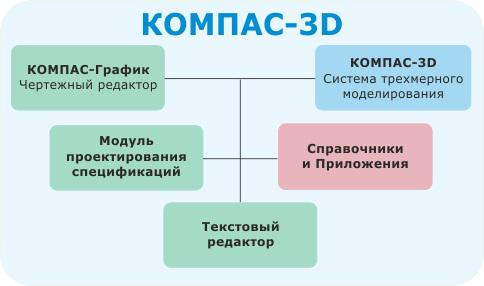 КОМПАС–3D
КОМПАС–График
Чертежный редактор
КОМПАС–3D
Система трехмерного
моделирования
Модуль
проектирования
спецификаций
Справочники
и Приложения
Текстовый
редактор